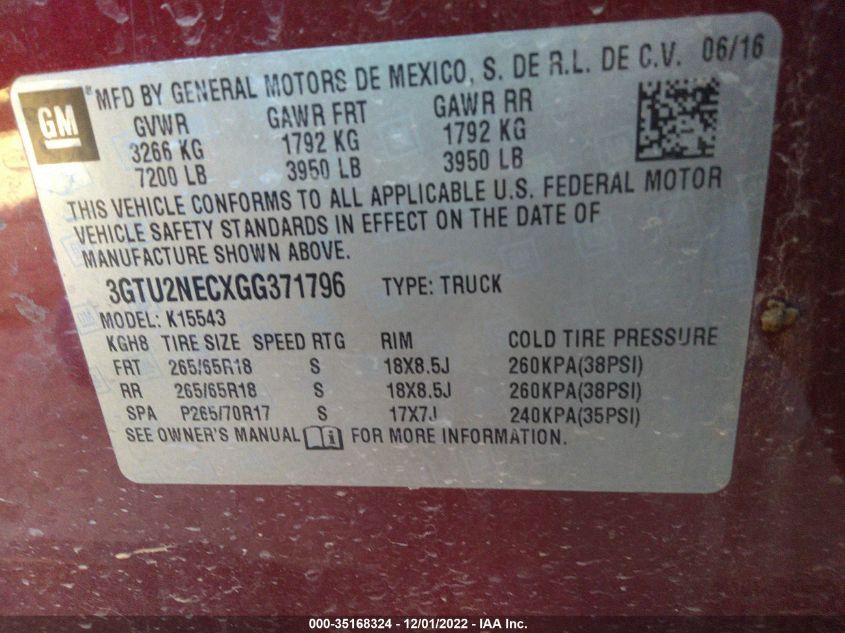 GM
MFD BY GENERAL MOTORS DE MEXICO, S. DE R.L. DE C.V. 06/16
GVWR GAWR FRT GAWR RR
3266 KG 1792 KG 1792 KG
7200 LB 3950 LB 3950 LB
THIS VEHICLE CONFORMS TO ALL APPLICABLE U.S. FEDERAL MOTOR
VEHICLE SAFETY STANDARDS IN EFFECT ON THE DATE OF
MANUFACTURE SHOWN ABOVE.
3GTU2NECXGG371796 TYPE: TRUCK
MODEL: K15543
KGH8 TIRE SIZE SPEED RTG RIM COLD TIRE PRESSURE
FRT 265/65R18 S 18X8.5J 260KPA(38PSI)
RR 265/65R18 S 18X8.5J 260KPA(38PSI)
SPA P265/70R17 S 17X7J 240KPA(35PSI)
SEE OWNER'S MANUAL FOR MORE INFORMATION.
000-35168324 - 12/01/2022 - IAA Inc.